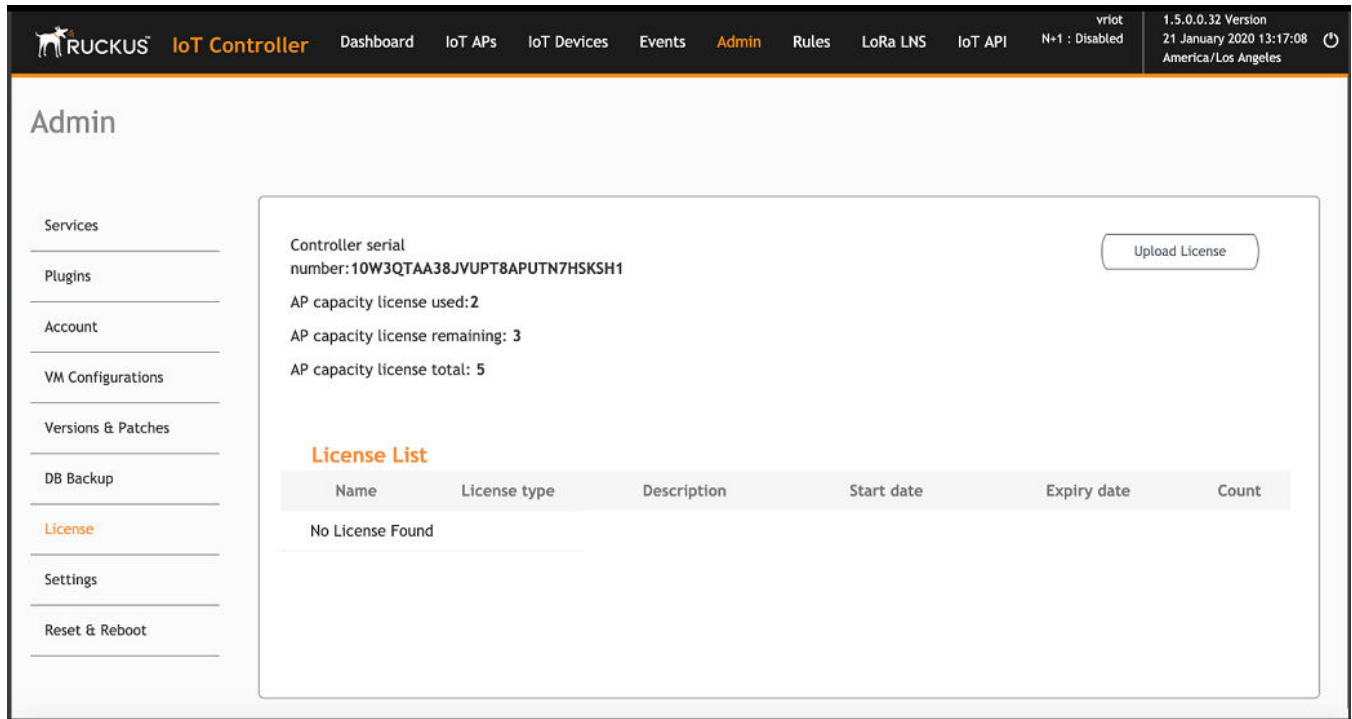 RUCKUS IoT Controller Dashboard IoT APs IoT Devices Events Admin Rules LoRa LNS IoT API
vriot
N+1 : Disabled
1.5.0.0.32 Version
21 January 2020 13:17:08
America/Los Angeles
Admin
Services
Plugins
Account
VM Configurations
Versions & Patches
DB Backup
License
Settings
Reset & Reboot
Controller serial
number:10W3QTAA38JVUPT8APUTN7HSKSH1
Upload License
AP capacity license used:2
AP capacity license remaining: 3
AP capacity license total: 5
License List
Name License type Description Start date Expiry date Count
No License Found